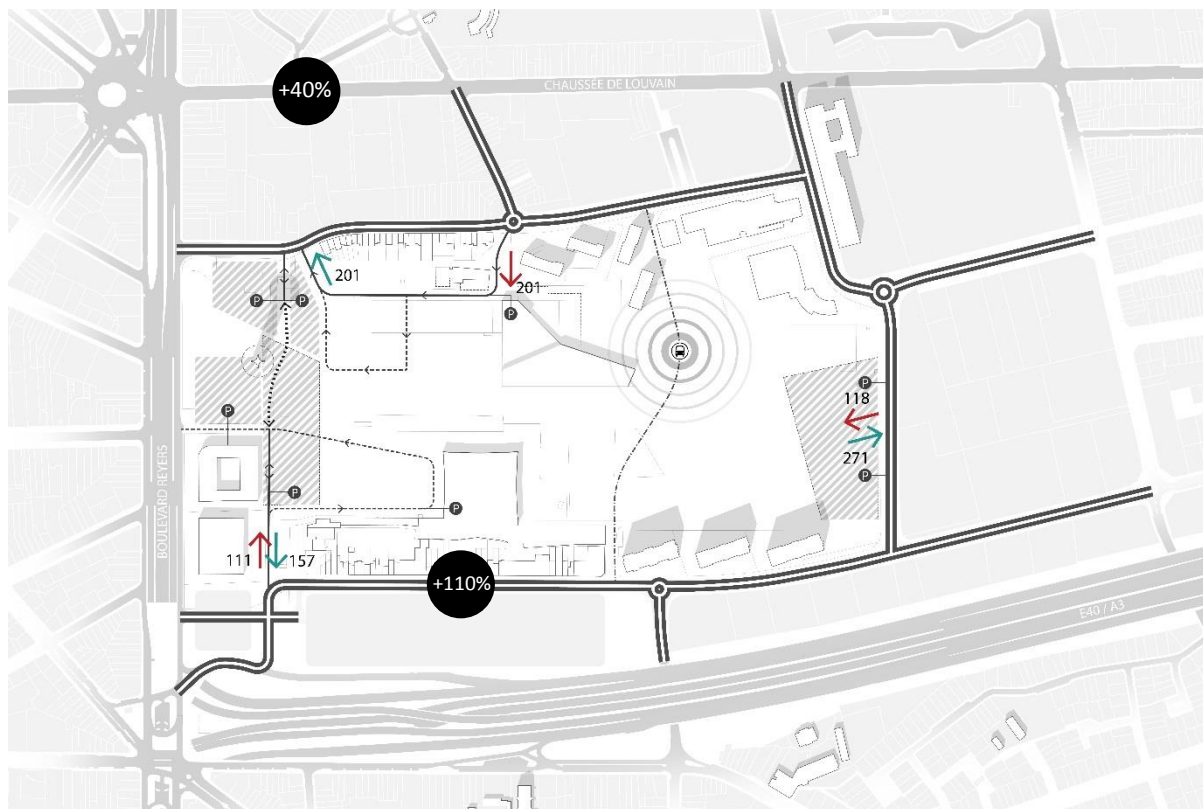 +40%
CHAUSSÉE DE LOUVAIN
201
201
P
P
P
P
118
P
271
P
BOULEVARD REYERS
P
P
111
157
+110%
E40 / A3